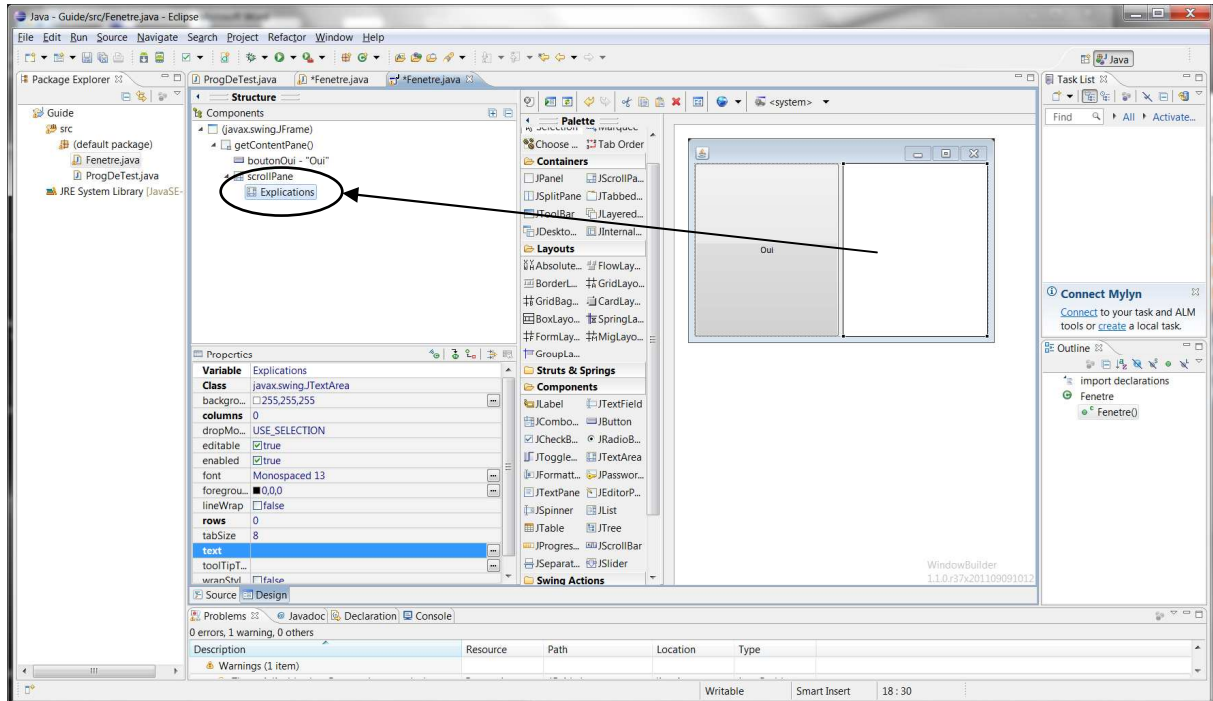 Java - Guide/src/Fenetre.java - Eclipse
File Edit Run Source Navigate Search Project Refactor Window Help
Java
Package Explorer
Guide
src
(default package)
Fenetre.java
ProgDeTest.java
JRE System Library [JavaSE-
ProgDeTest.java *Fenetre.java *Fenetre.java
Structure
Components
(javax.swing.JFrame)
getContentPane()
boutonOui - "Oui"
scrollPane
Explications
Properties
Variable Explications
Class javax.swing.JTextArea
backgro... 255,255,255
columns 0
dropMo... USE_SELECTION
editable true
enabled true
font Monospaced 13
foregrou... 0,0,0
lineWrap false
rows 0
tabSize 8
text
toolTipT...
wrapStyl false
Source Design
<system>
Palette
Selection Marquee
Choose ... Tab Order
Containers
JPanel JScrollPa...
JSplitPane JTabbed...
JToolBar JLayered...
JDeskto... JInternal...
Layouts
Absolute... FlowLay...
BorderL... GridLayo...
GridBag... CardLay...
BoxLayo... SpringLa...
FormLay... MigLayo...
GroupLa...
Struts & Springs
Components
JLabel JTextField
JCombo... JButton
JCheckB... JRadioB...
JToggle... JTextArea
JFormatt... JPasswor...
JTextPane JEditorP...
JSpinner JList
JTable JTree
JProgres... JScrollBar
JSeparat... JSlider
Swing Actions
Oui
WindowBuilder
1.1.0.r37x201109091012
Task List
Find All Activate...
Connect Mylyn
Connect to your task and ALM
tools or create a local task.
Outline
import declarations
Fenetre
Fenetre()
Problems Javadoc Declaration Console
0 errors, 1 warning, 0 others
Description Resource Path Location Type
Warnings (1 item)
Writable Smart Insert 18 : 30